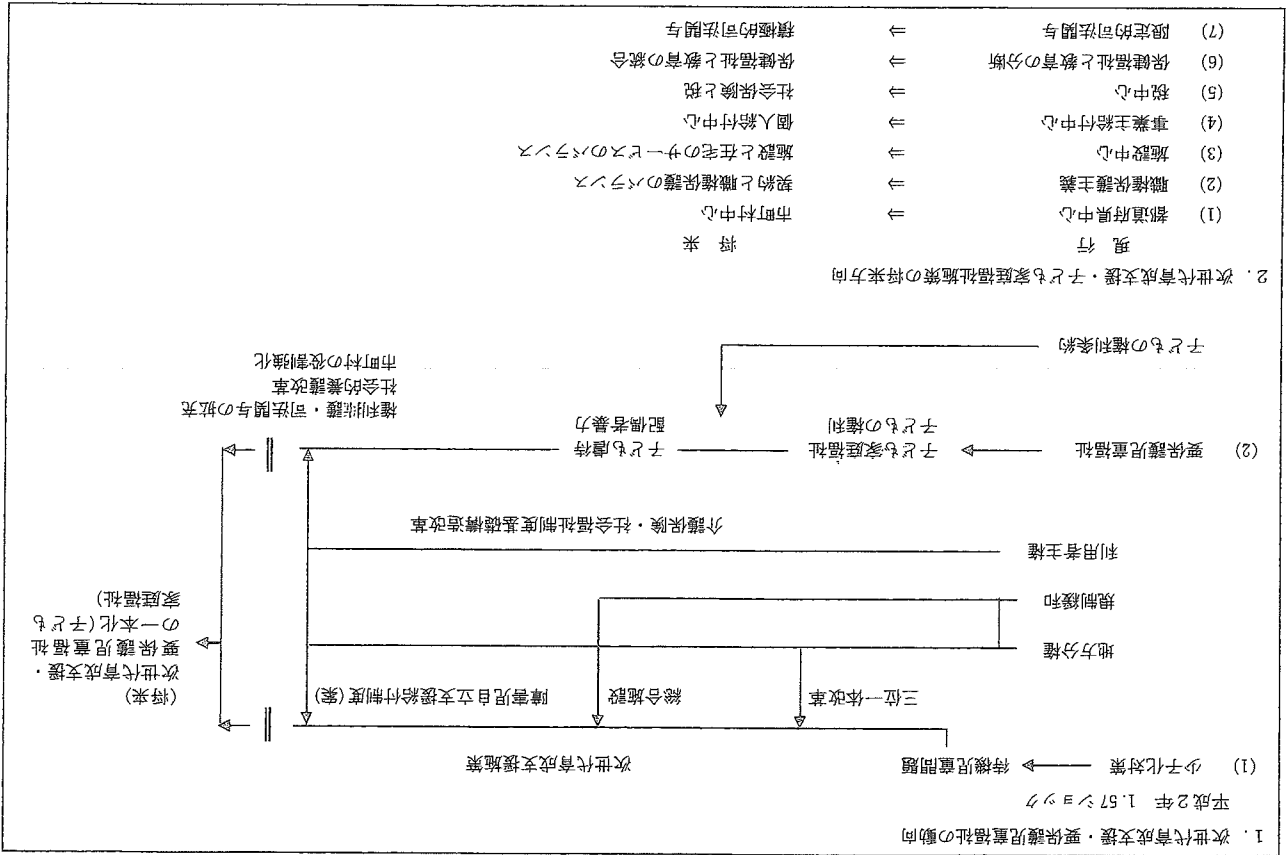 1．次世代育成支援・要保護児童福祉の動向
平成2年 1.57ショック
(1) 少子化対策 待機児童問題
次世代育成支援施策
三位一体改革 総合施設 障害児自立支援給付制度(案)
(将来)
次世代育成支援・
要保護児童福祉
の一本化(子ども
家庭福祉)
地方分権
規制緩和
利用者主権
介護保険・社会福祉制度基礎構造改革
(2) 要保護児童福祉 子ども家庭福祉 子ども虐待
子どもの権利 配偶者暴力
権利擁護・司法関与の拡充
社会的養護改革
市町村の役割強化
子どもの権利条約
2．次世代育成支援・子ども家庭福祉施策の将来方向
現行 将来
(1) 都道府県中心 ⇒ 市町村中心
(2) 職権保護主義 ⇒ 契約と職権保護のバランス
(3) 施設中心 ⇒ 施設と在宅のサービスのバランス
(4) 事業主給付中心 ⇒ 個人給付中心
(5) 税中心 ⇒ 社会保険と税
(6) 保健福祉と教育の分断 ⇒ 保健福祉と教育の統合
(7) 限定的司法関与 ⇒ 積極的司法関与